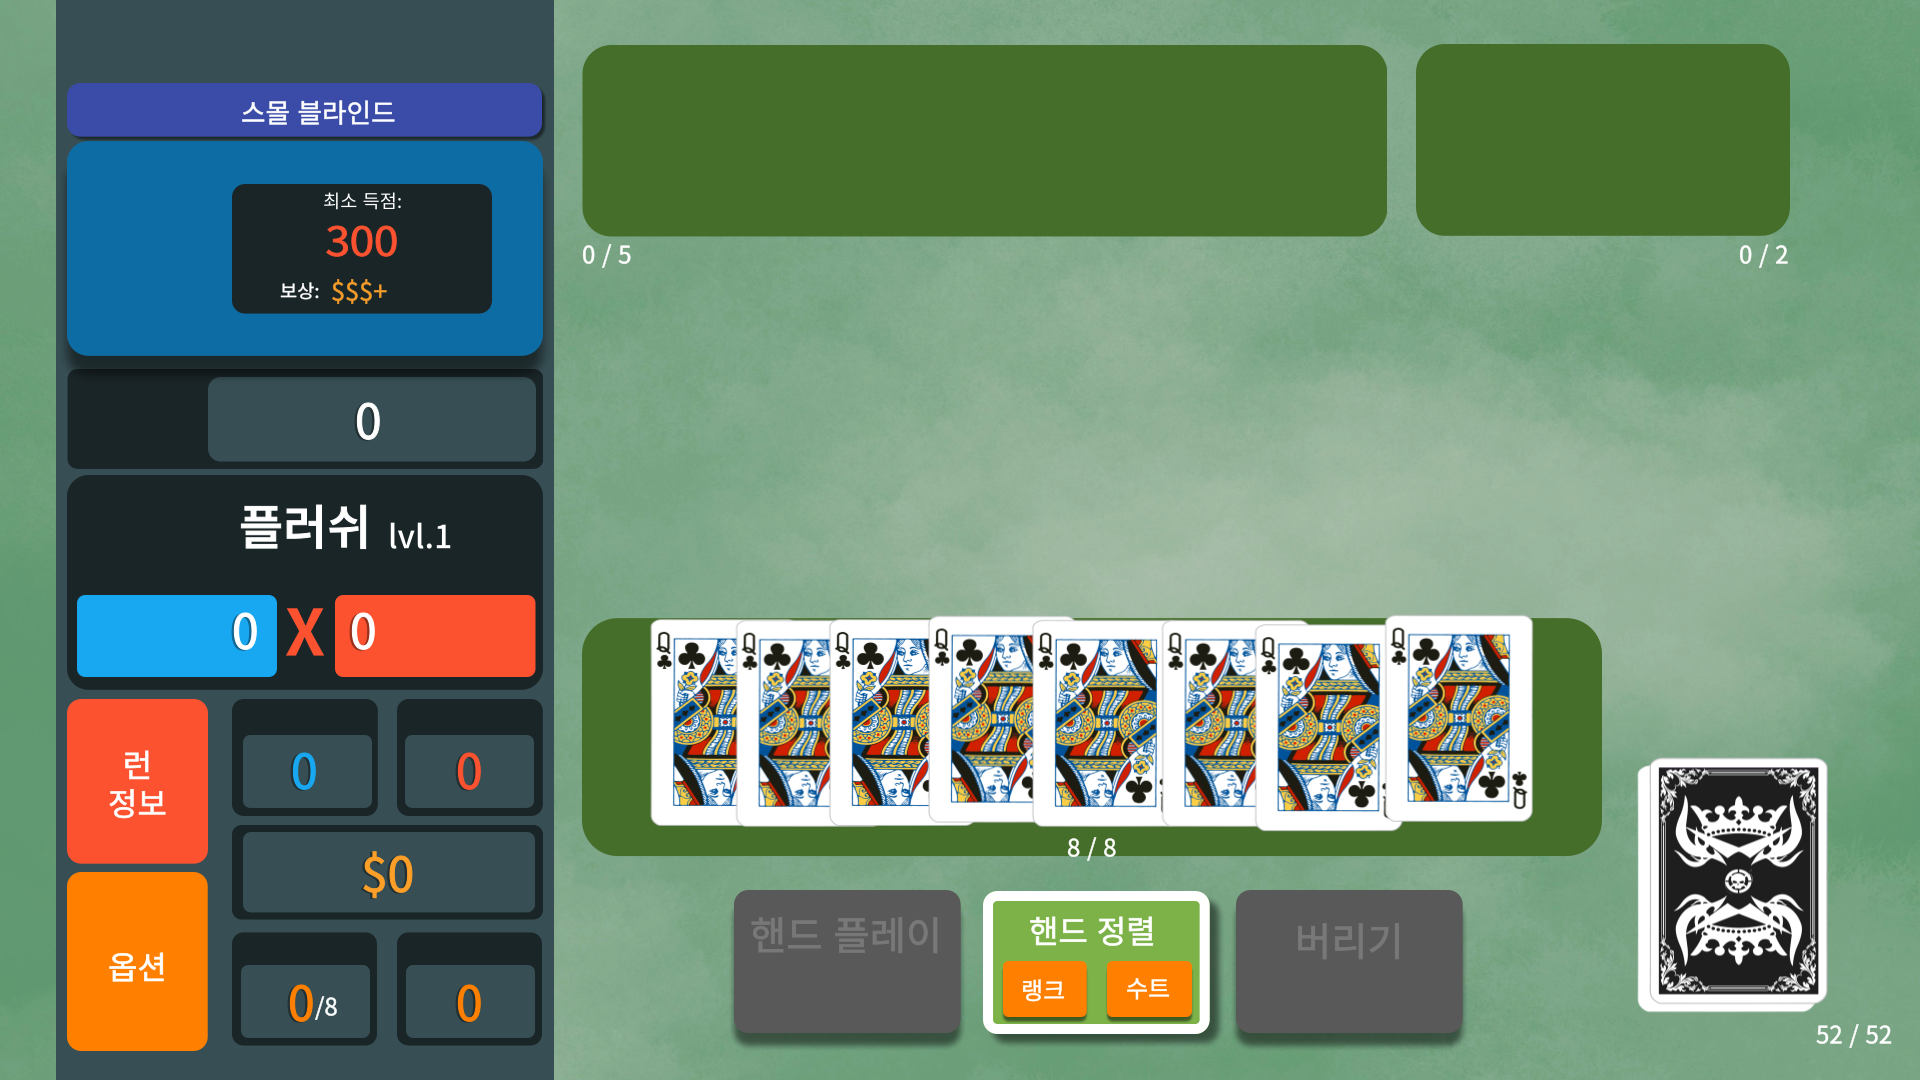 스몰 블라인드
최소 득점:
300
보상: $$$+
0
플러쉬 lvl.1
0 X 0
런
정보
0
0
$0
옵션
0/8
0
0 / 5
0 / 2
Q
Q
Q
Q
Q
Q
Q
Q
Q
8 / 8
핸드 플레이
핸드 정렬
랭크
수트
버리기
52 / 52